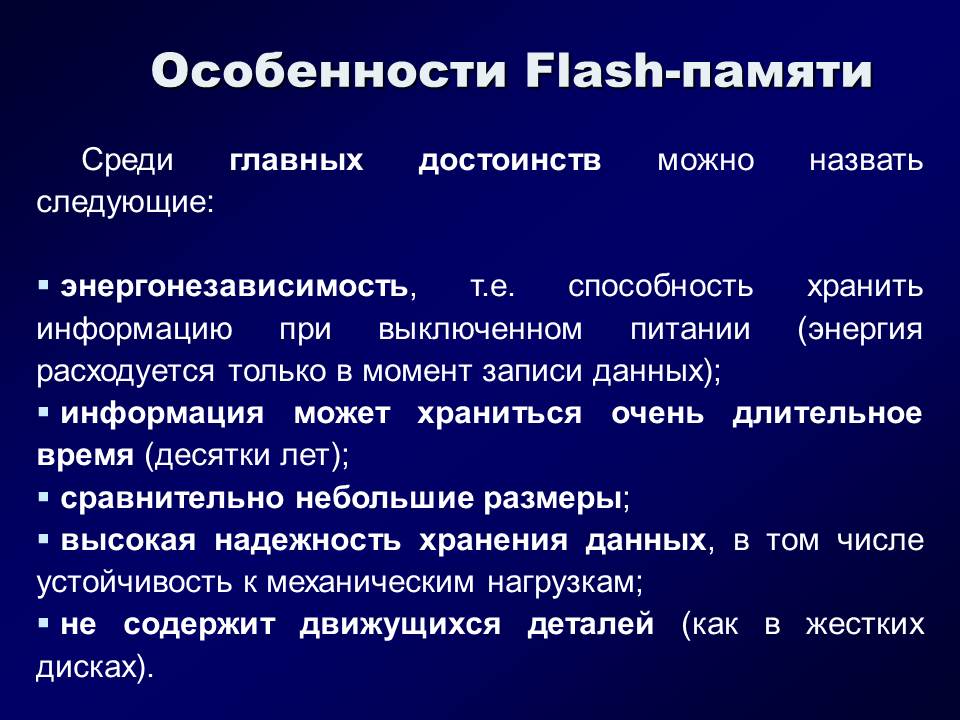 Особенности Flash-памяти
Среди главных достоинств можно назвать
следующие:
▪ энергонезависимость, т.е. способность хранить
информацию при выключенном питании (энергия
расходуется только в момент записи данных);
▪ информация может храниться очень длительное
время (десятки лет);
▪ сравнительно небольшие размеры;
▪ высокая надежность хранения данных, в том числе
устойчивость к механическим нагрузкам;
▪ не содержит движущихся деталей (как в жестких
дисках).